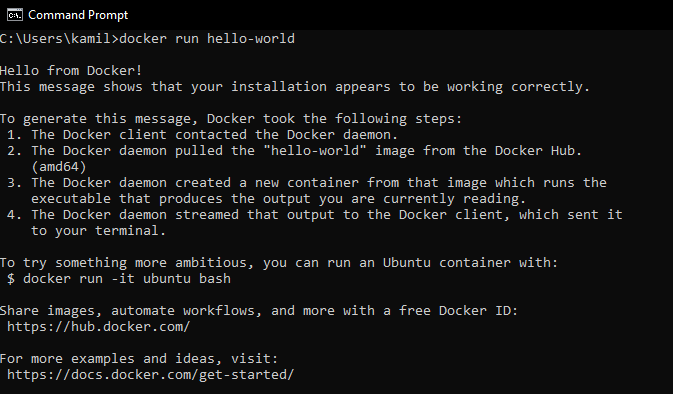 Command Prompt
C:\Users\kamil>docker run hello-world
Hello from Docker!
This message shows that your installation appears to be working correctly.
To generate this message, Docker took the following steps:
1. The Docker client contacted the Docker daemon.
2. The Docker daemon pulled the "hello-world" image from the Docker Hub.
(amd64)
3. The Docker daemon created a new container from that image which runs the
executable that produces the output you are currently reading.
4. The Docker daemon streamed that output to the Docker client, which sent it
to your terminal.
To try something more ambitious, you can run an Ubuntu container with:
$ docker run -it ubuntu bash
Share images, automate workflows, and more with a free Docker ID:
https://hub.docker.com/
For more examples and ideas, visit:
https://docs.docker.com/get-started/